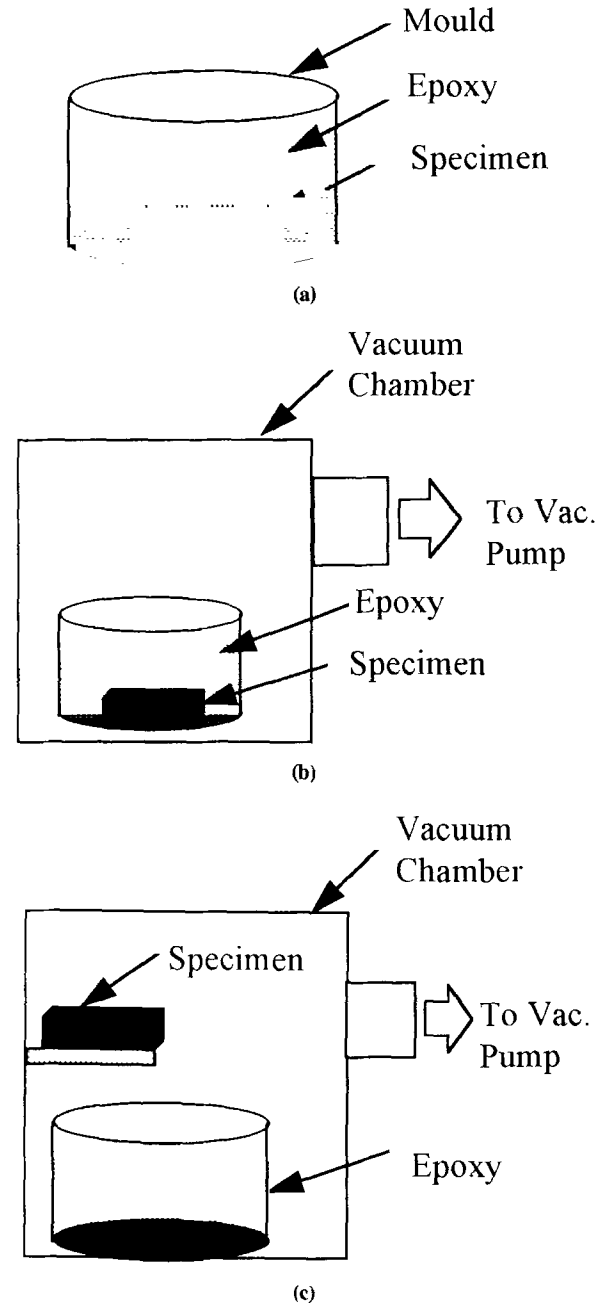 Mould
Epoxy
Specimen
(a)
Vacuum
Chamber
To Vac.
Pump
Epoxy
Specimen
(b)
Vacuum
Chamber
Specimen
To Vac.
Pump
Epoxy
(c)